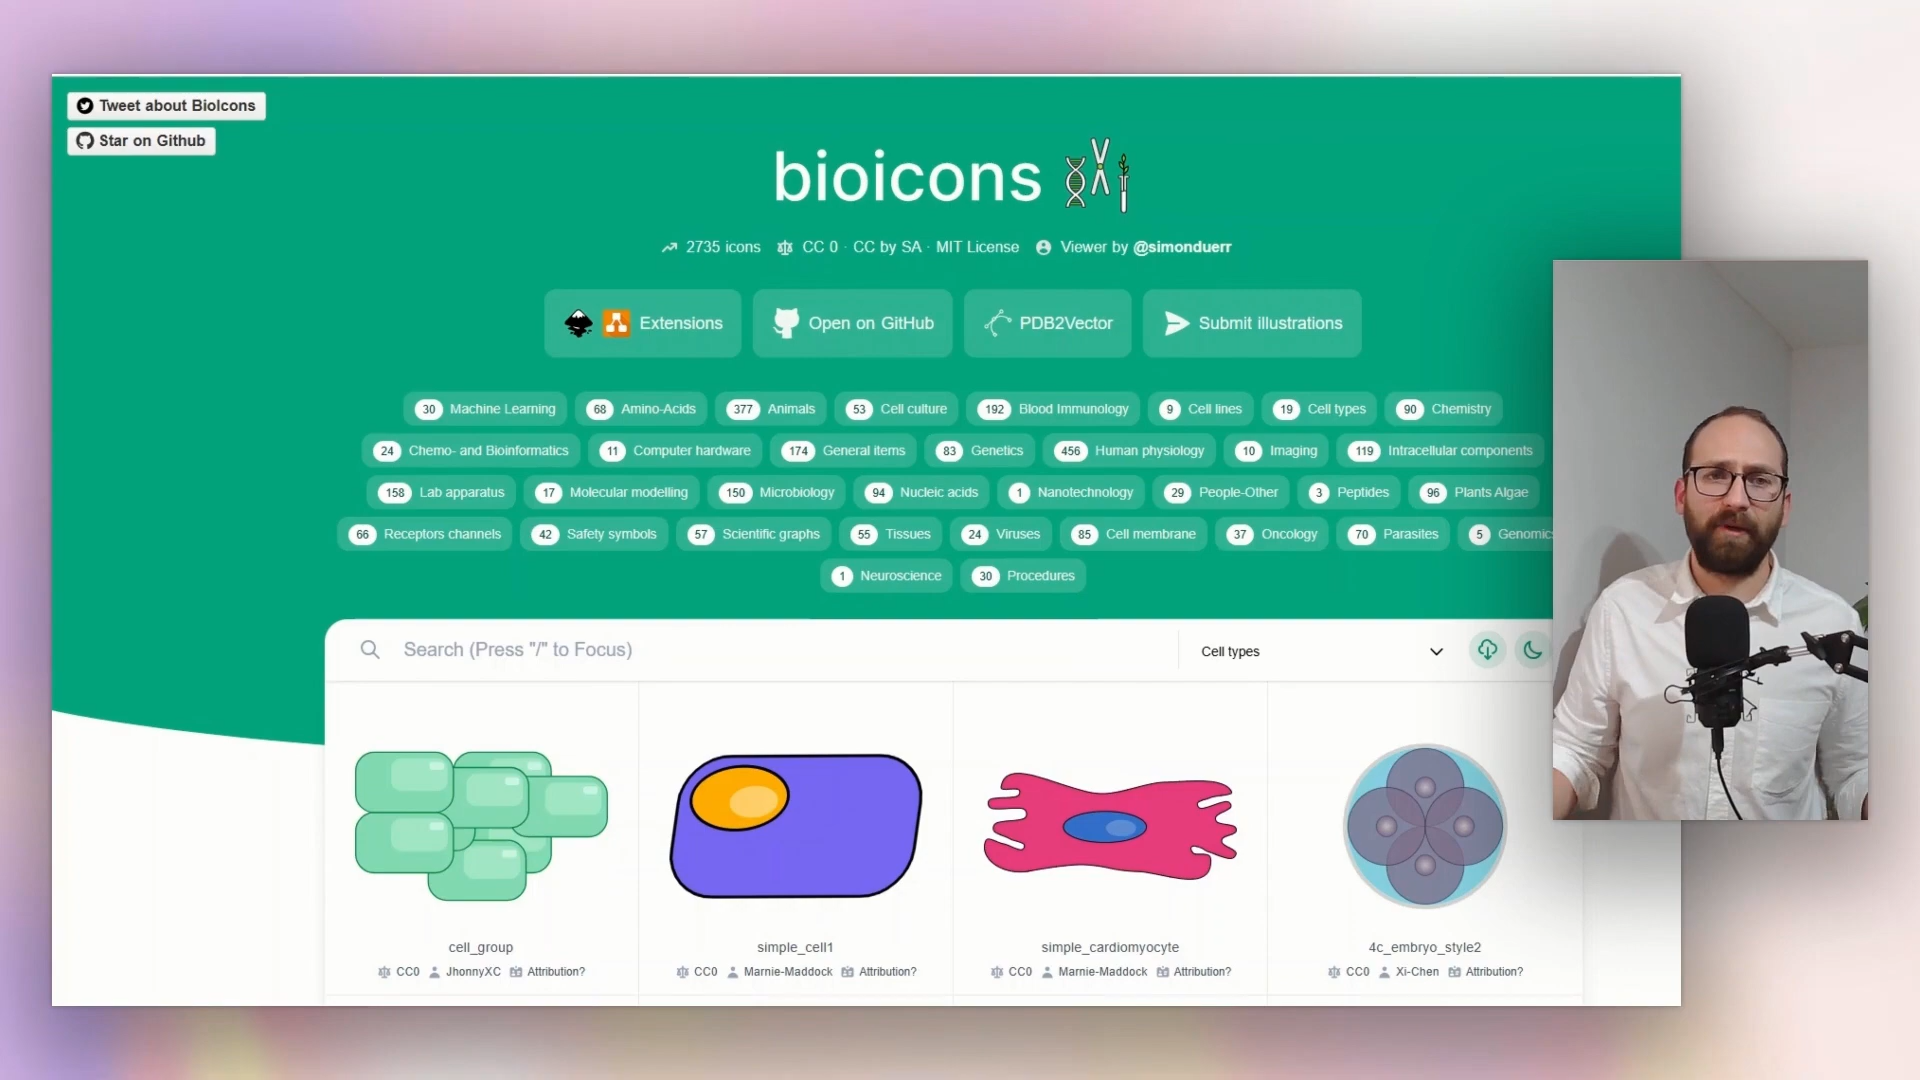 Tweet about BioIcons
Star on Github
bioicons
2735 icons CC 0 · CC by SA · MIT License Viewer by @simonduerr
Extensions Open on GitHub PDB2Vector Submit illustrations
30 Machine Learning 68 Amino-Acids 377 Animals 53 Cell culture 192 Blood Immunology 9 Cell lines 19 Cell types 90 Chemistry
24 Chemo- and Bioinformatics 11 Computer hardware 174 General items 83 Genetics 456 Human physiology 10 Imaging 119 Intracellular components
158 Lab apparatus 17 Molecular modelling 150 Microbiology 94 Nucleic acids 1 Nanotechnology 29 People-Other 3 Peptides 96 Plants Algae
66 Receptors channels 42 Safety symbols 57 Scientific graphs 55 Tissues 24 Viruses 85 Cell membrane 37 Oncology 70 Parasites 5 Genomics
1 Neuroscience 30 Procedures
Search (Press "/" to Focus) Cell types
cell_group simple_cell1 simple_cardiomyocyte 4c_embryo_style2
CC0 JhonnyXC Attribution? CC0 Marnie-Maddock Attribution? CC0 Marnie-Maddock Attribution? CC0 Xi-Chen Attribution?